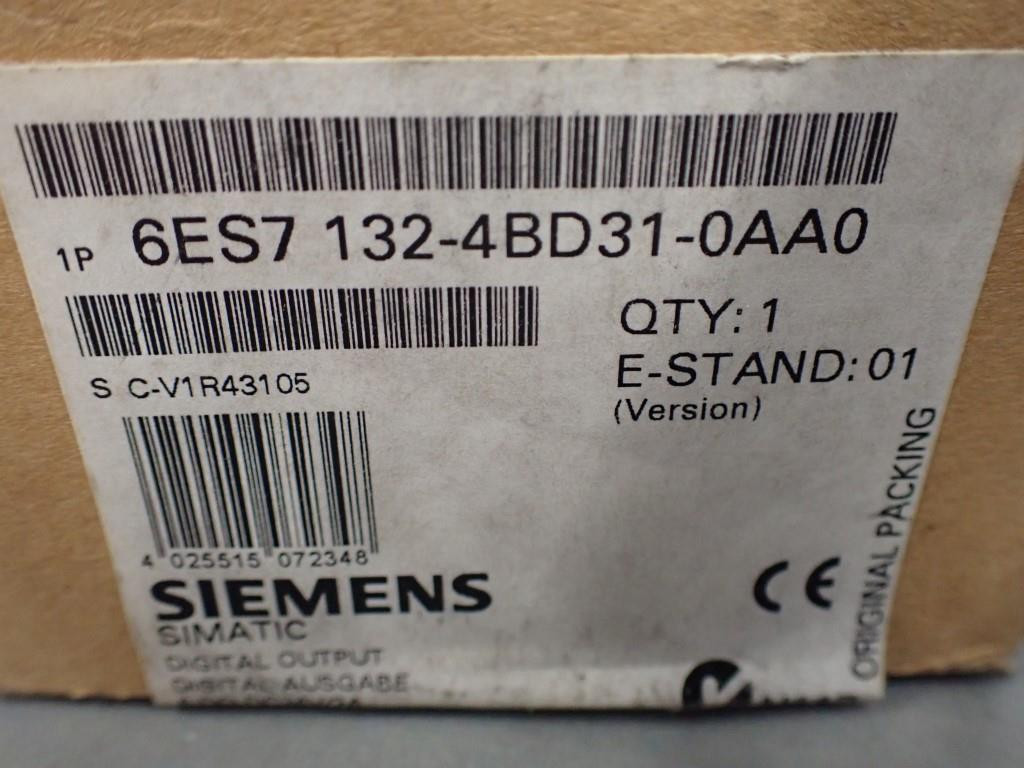 1P 6ES7 132-4BD31-0AA0
S C-V1R43105
QTY: 1
E-STAND: 01
(Version)
4 025515 072348
SIEMENS
SIMATIC
DIGITAL OUTPUT
DIGITAL AUSGABE
CE
ORIGINAL PACKING